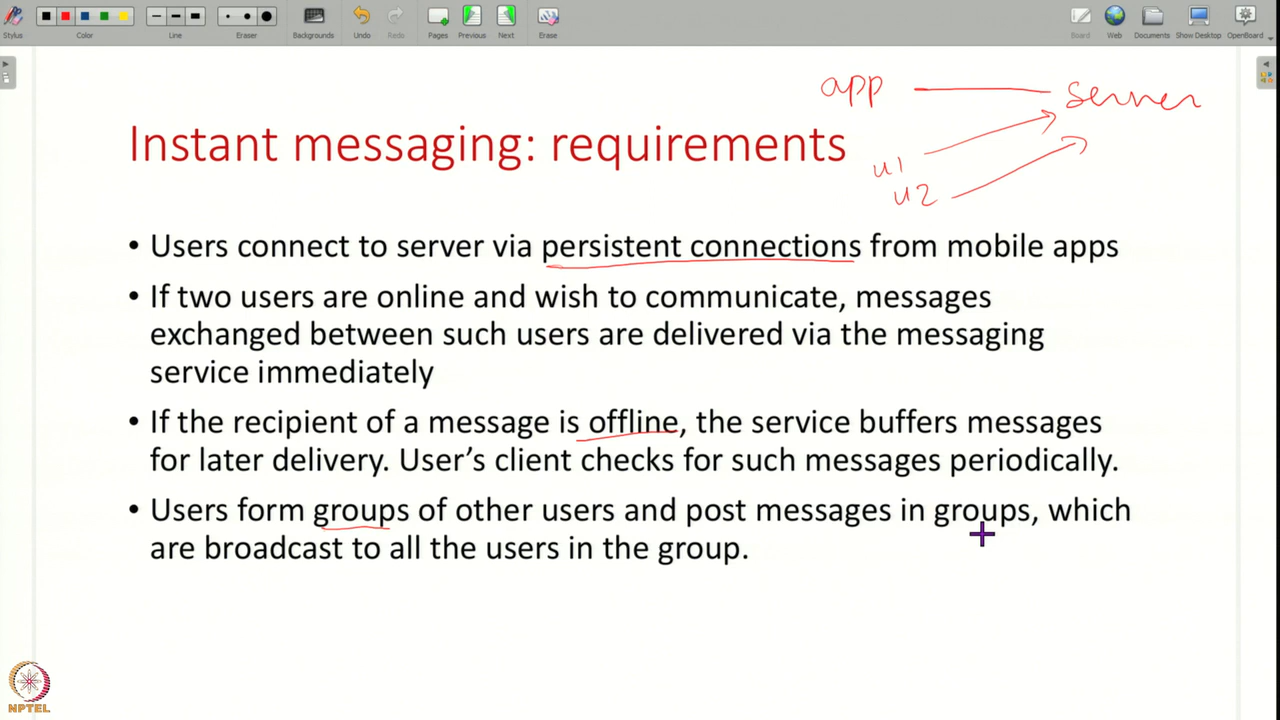 Stylus
Color
Line
Eraser
Backgrounds
Undo
Redo
Pages
Previous
Next
Erase
Board
Web
Documents
Show Desktop
OpenBoard
app
server
Instant messaging: requirements
u1
u2
• Users connect to server via persistent connections from mobile apps
• If two users are online and wish to communicate, messages
exchanged between such users are delivered via the messaging
service immediately
• If the recipient of a message is offline, the service buffers messages
for later delivery. User’s client checks for such messages periodically.
• Users form groups of other users and post messages in groups, which
are broadcast to all the users in the group.
NPTEL